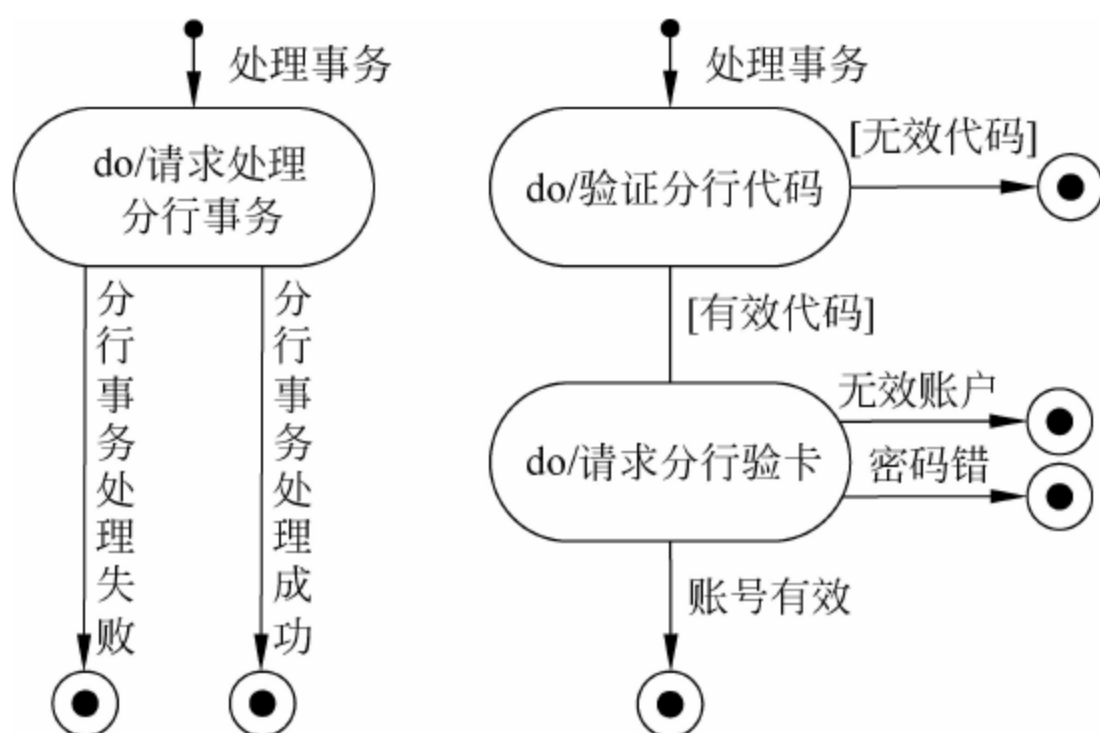 处理事务
do/请求处理
分行事务
分行事务处理失败
分行事务处理成功
处理事务
do/验证分行代码
[无效代码]
[有效代码]
do/请求分行验卡
无效账户
密码错
账号有效